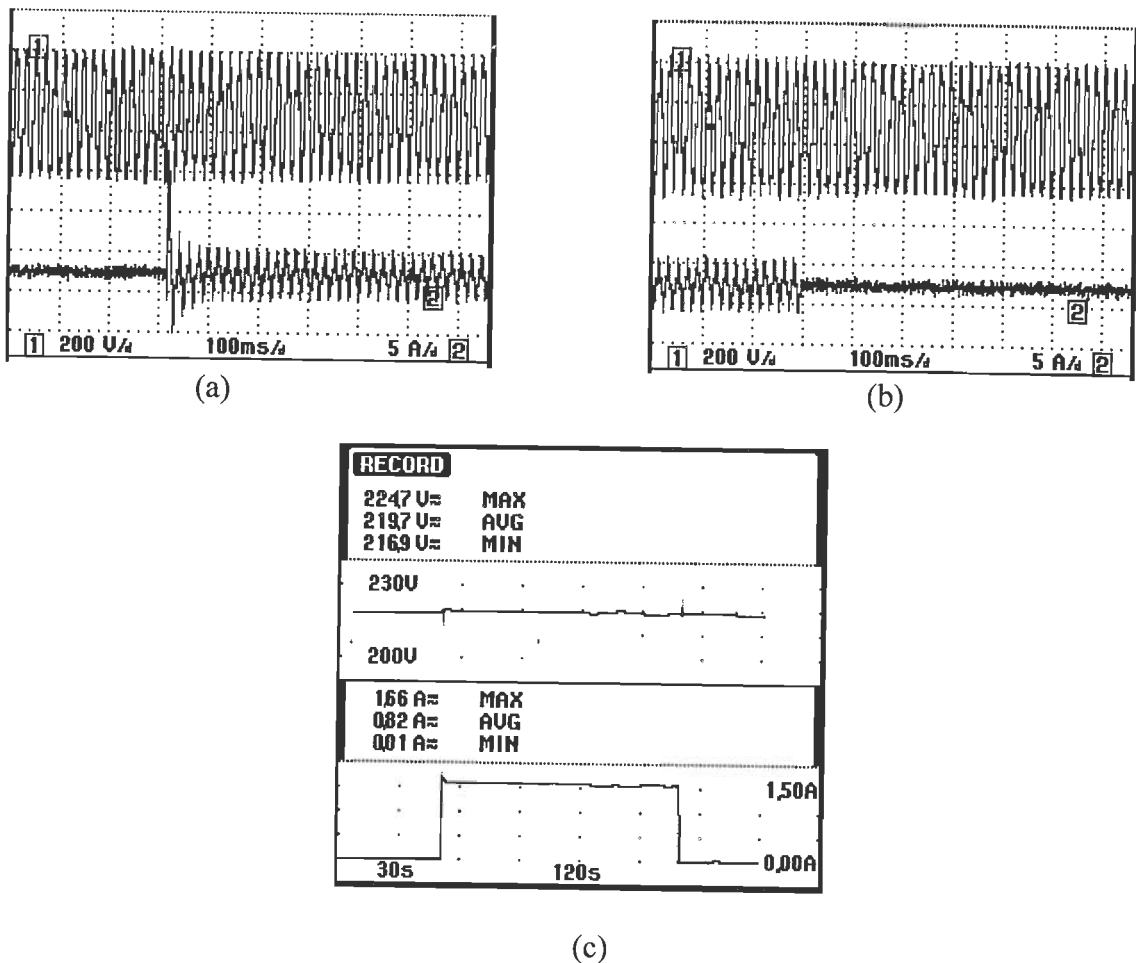 1
2
1 200 V/d 100ms/d 5 A/d 2
(a)
1
2
1 200 V/d 100ms/d 5 A/d 2
(b)
RECORD
224,7 V≂ MAX
219,7 V≂ AVG
216,9 V≂ MIN
230V
200V
1,66 A≂ MAX
0,82 A≂ AVG
0,01 A≂ MIN
1,50A
0,00A
30s 120s
(c)